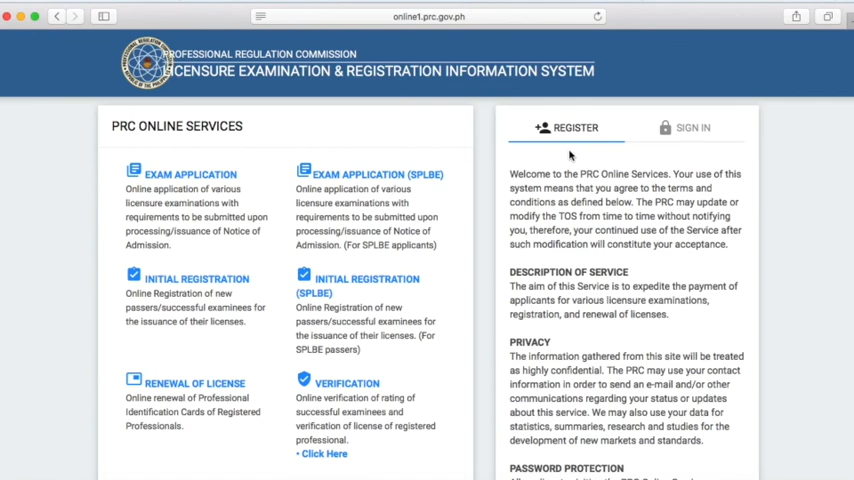 online1.prc.gov.ph
PROFESSIONAL REGULATION COMMISSION
LICENSURE EXAMINATION & REGISTRATION INFORMATION SYSTEM
PRC ONLINE SERVICES
EXAM APPLICATION
Online application of various
licensure examinations with
requirements to be submitted upon
processing/issuance of Notice of
Admission.
EXAM APPLICATION (SPLBE)
Online application of various
licensure examinations with
requirements to be submitted upon
processing/issuance of Notice of
Admission. (For SPLBE applicants)
INITIAL REGISTRATION
Online Registration of new
passers/successful examinees for
the issuance of their licenses.
INITIAL REGISTRATION
(SPLBE)
Online Registration of new
passers/successful examinees for
the issuance of their licenses. (For
SPLBE passers)
RENEWAL OF LICENSE
Online renewal of Professional
Identification Cards of Registered
Professionals.
VERIFICATION
Online verification of rating of
successful examinees and
verification of license of registered
professional.
• Click Here
REGISTER
SIGN IN
Welcome to the PRC Online Services. Your use of this
system means that you agree to the terms and
conditions as defined below. The PRC may update or
modify the TOS from time to time without notifying
you, therefore, your continued use of the Service after
such modification will constitute your acceptance.
DESCRIPTION OF SERVICE
The aim of this Service is to expedite the payment of
applicants for various licensure examinations,
registration, and renewal of licenses.
PRIVACY
The information gathered from this site will be treated
as highly confidential. The PRC may use your contact
information in order to send an e-mail and/or other
communications regarding your status or updates
about this service. We may also use your data for
statistics, summaries, research and studies for the
development of new markets and standards.
PASSWORD PROTECTION